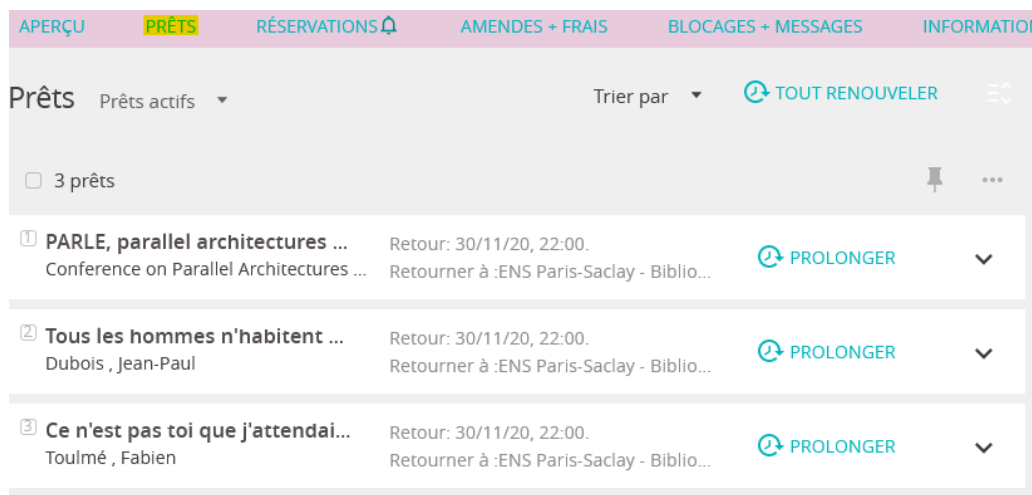 APERÇU PRÊTS RÉSERVATIONS AMENDES + FRAIS BLOCAGES + MESSAGES INFORMATION
Prêts Prêts actifs Trier par TOUT RENOUVELER
3 prêts
1 PARLE, parallel architectures ... Retour: 30/11/20, 22:00.
Conference on Parallel Architectures ... Retourner à :ENS Paris-Saclay - Biblio... PROLONGER
2 Tous les hommes n'habitent ... Retour: 30/11/20, 22:00.
Dubois , Jean-Paul Retourner à :ENS Paris-Saclay - Biblio... PROLONGER
3 Ce n'est pas toi que j'attendai... Retour: 30/11/20, 22:00.
Toulmé , Fabien Retourner à :ENS Paris-Saclay - Biblio... PROLONGER